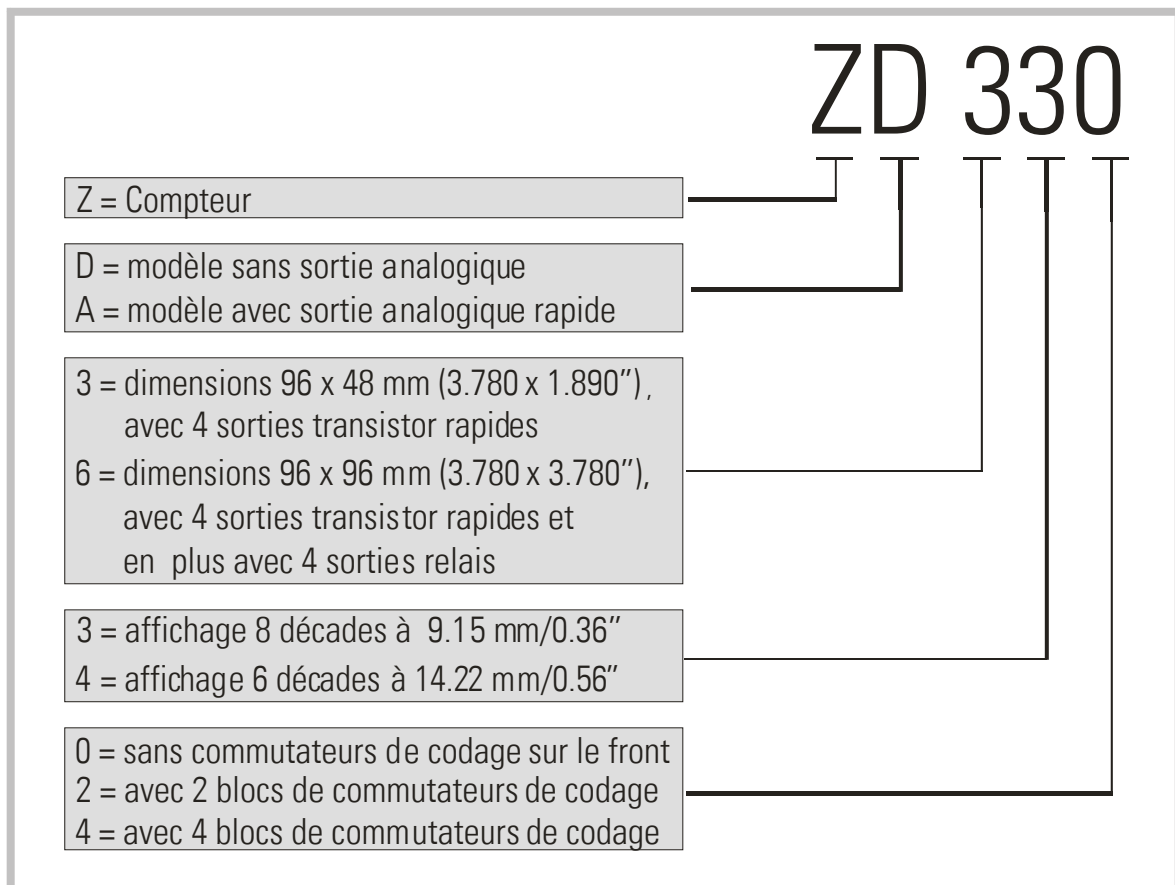 ZD 330
Z = Compteur
D = modèle sans sortie analogique
A = modèle avec sortie analogique rapide
3 = dimensions 96 x 48 mm (3.780 x 1.890”),
avec 4 sorties transistor rapides
6 = dimensions 96 x 96 mm (3.780 x 3.780”),
avec 4 sorties transistor rapides et
en plus avec 4 sorties relais
3 = affichage 8 décades à 9.15 mm/0.36”
4 = affichage 6 décades à 14.22 mm/0.56”
0 = sans commutateurs de codage sur le front
2 = avec 2 blocs de commutateurs de codage
4 = avec 4 blocs de commutateurs de codage